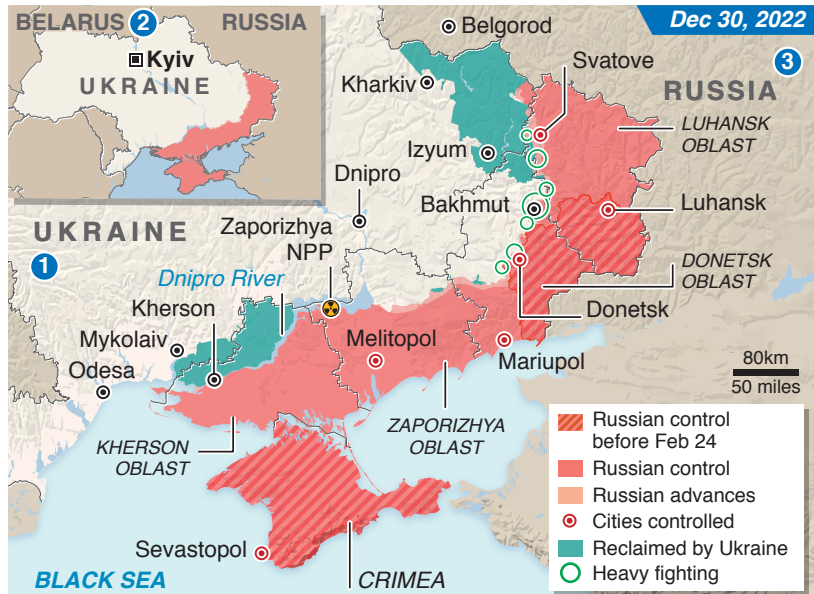 BELARUS 2
RUSSIA
Kyiv
UKRAINE
Dec 30, 2022
Belgorod
3
Svatove
RUSSIA
Kharkiv
LUHANSK
OBLAST
Izyum
Dnipro
Bakhmut
Luhansk
Zaporizhya
NPP
UKRAINE
1
Dnipro River
DONETSK
OBLAST
Kherson
Donetsk
Mykolaiv
Melitopol
Mariupol
Odesa
80km
50 miles
KHERSON
OBLAST
ZAPORIZHYA
OBLAST
Russian control
before Feb 24
Russian control
Russian advances
Cities controlled
Reclaimed by Ukraine
Heavy fighting
Sevastopol
BLACK SEA
CRIMEA